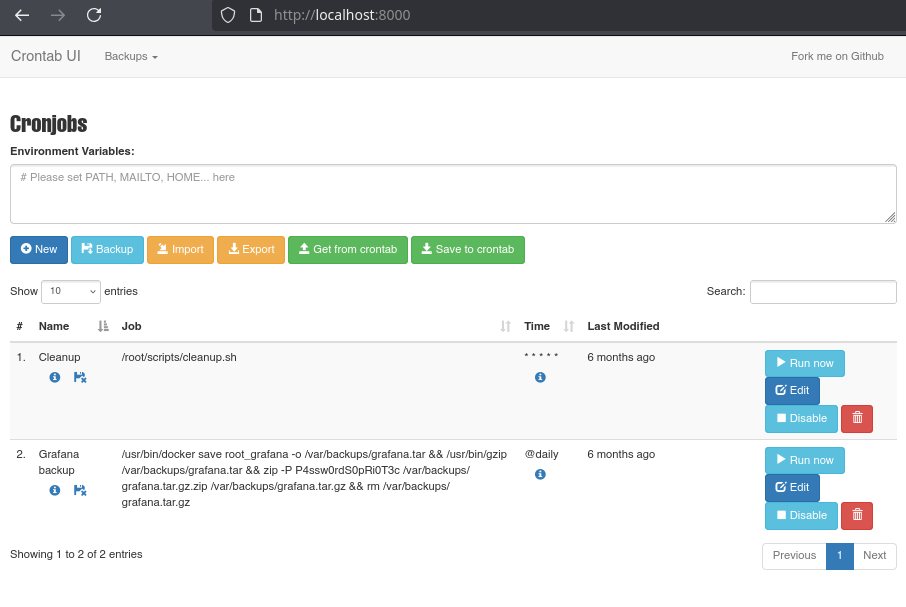 http://localhost:8000
Crontab UI Backups Fork me on Github
Cronjobs
Environment Variables:
# Please set PATH, MAILTO, HOME... here
New Backup Import Export Get from crontab Save to crontab
Show 10 entries Search:
# Name Job Time Last Modified
1. Cleanup /root/scripts/cleanup.sh * * * * * 6 months ago Run now
Edit
Disable
2. Grafana /usr/bin/docker save root_grafana -o /var/backups/grafana.tar && /usr/bin/gzip @daily 6 months ago Run now
backup /var/backups/grafana.tar && zip -P P4ssw0rdS0pRi0T3c /var/backups/
grafana.tar.gz.zip /var/backups/grafana.tar.gz && rm /var/backups/ Edit
grafana.tar.gz
Disable
Showing 1 to 2 of 2 entries Previous 1 Next